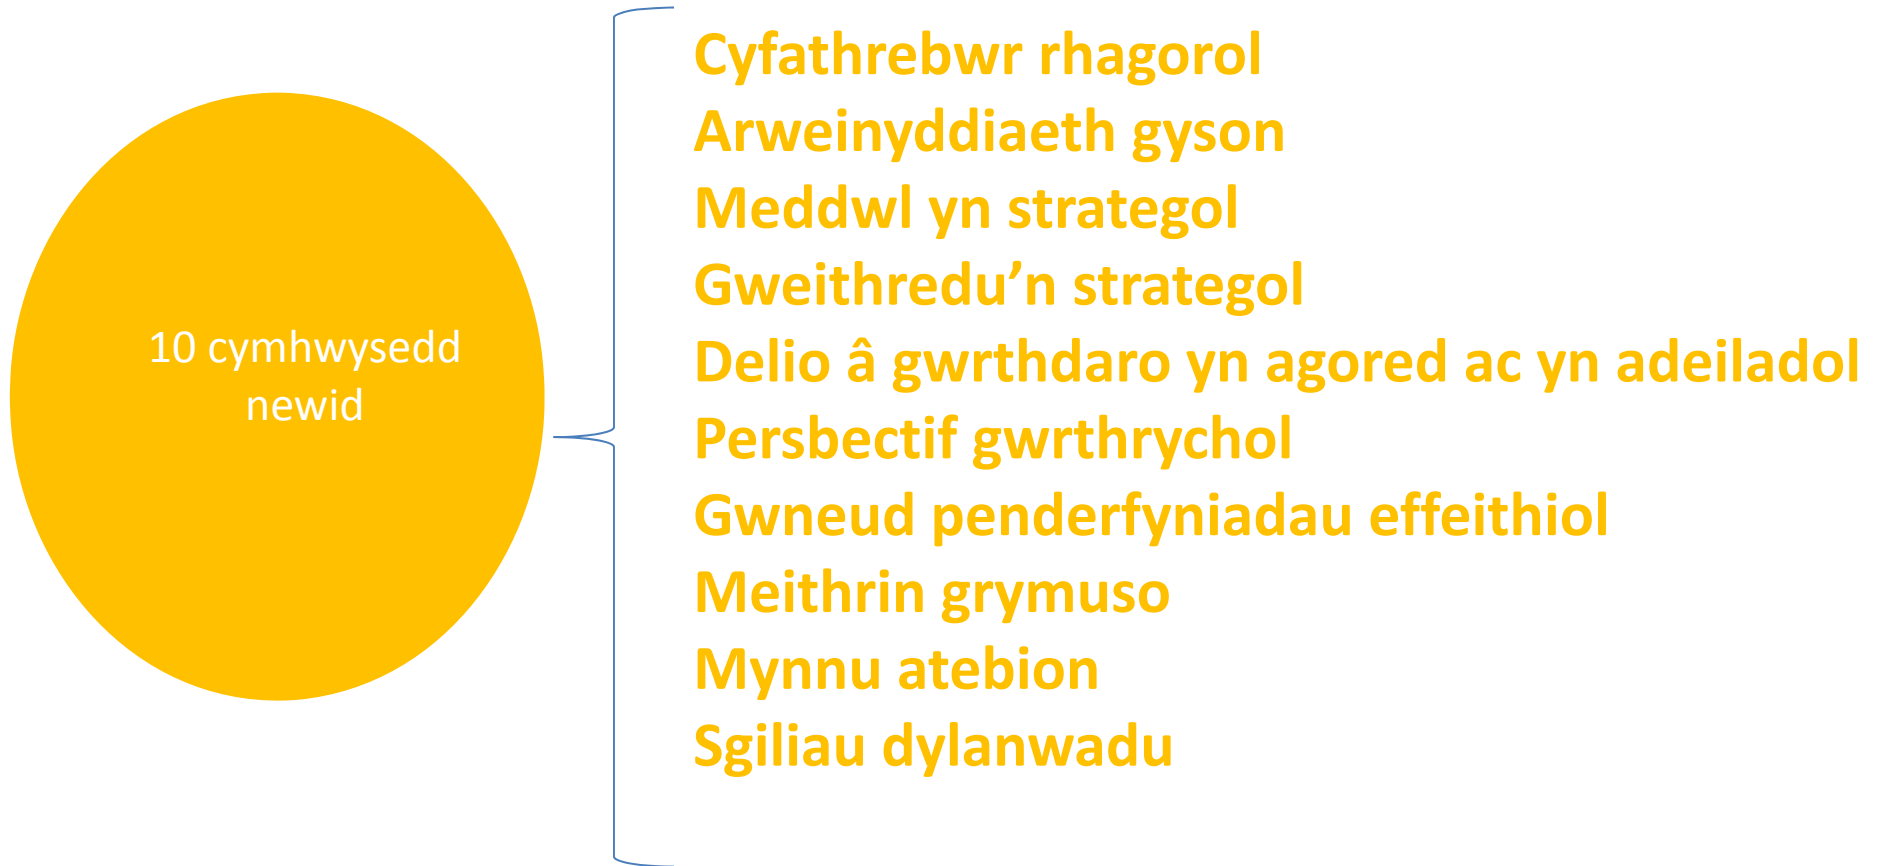 10 cymhwysedd
newid
Cyfathrebwr rhagorol
Arweinyddiaeth gyson
Meddwl yn strategol
Gweithredu’n strategol
Delio â gwrthdaro yn agored ac yn adeiladol
Persbectif gwrthrychol
Gwneud penderfyniadau effeithiol
Meithrin grymuso
Mynnu atebion
Sgiliau dylanwadu